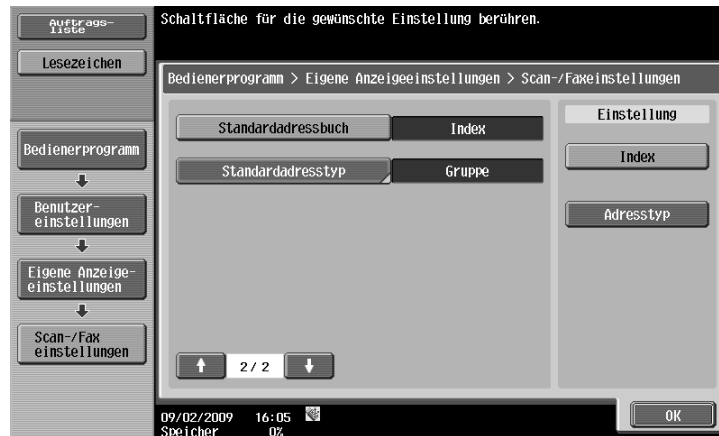 Auftrags-
liste
Schaltfläche für die gewünschte Einstellung berühren.
Lesezeichen
Bedienerprogramm > Eigene Anzeigeeinstellungen > Scan-/Faxeinstellungen
Standardadressbuch
Index
Einstellung
Index
Standardadresstyp
Gruppe
Adresstyp
Bedienerprogramm
Benutzer-
einstellungen
Eigene Anzeige-
einstellungen
Scan-/Fax
einstellungen
2/ 2
09/02/2009 16:05
Speicher 0%
OK